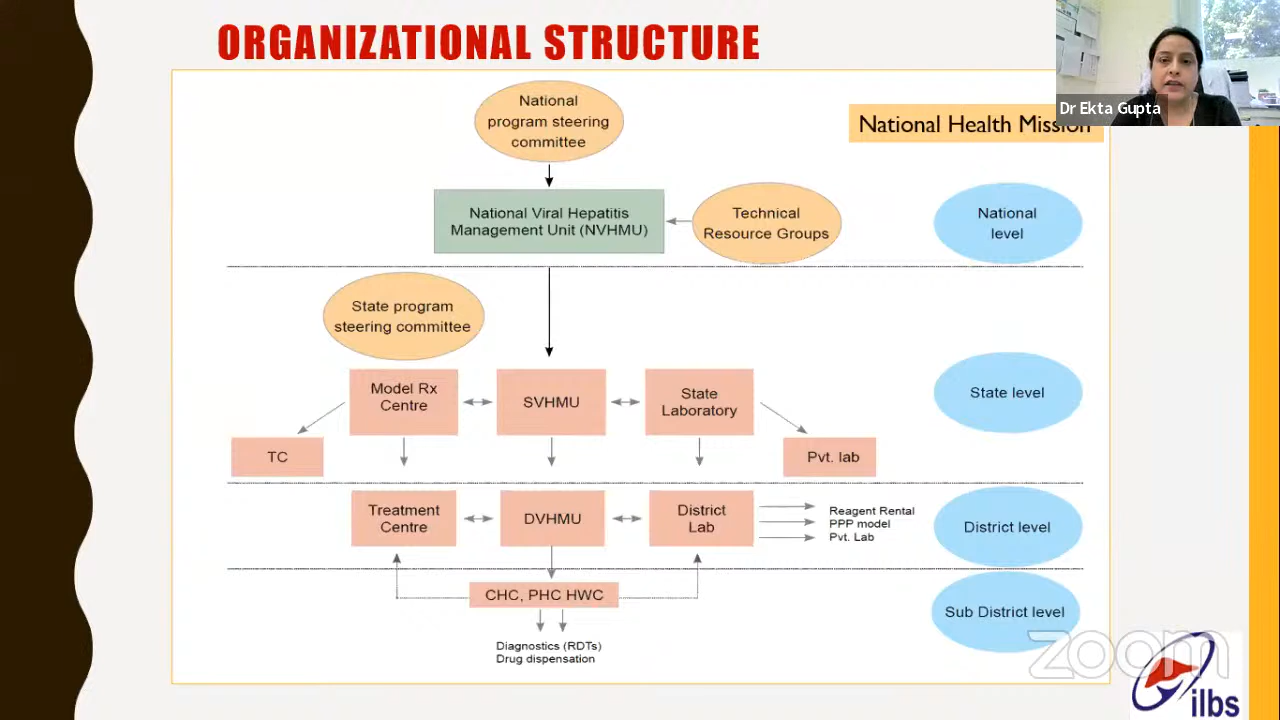 ORGANIZATIONAL STRUCTURE
Dr Ekta Gupta
National Health Mission
National
program steering
committee
National Viral Hepatitis
Management Unit (NVHMU)
Technical
Resource Groups
National
level
State program
steering committee
Model Rx
Centre
SVHMU
State
Laboratory
State level
TC
Pvt. lab
Treatment
Centre
DVHMU
District
Lab
Reagent Rental
PPP model
Pvt. Lab
District level
CHC, PHC HWC
Sub District level
Diagnostics (RDTs)
Drug dispensation
zoom
ilbs